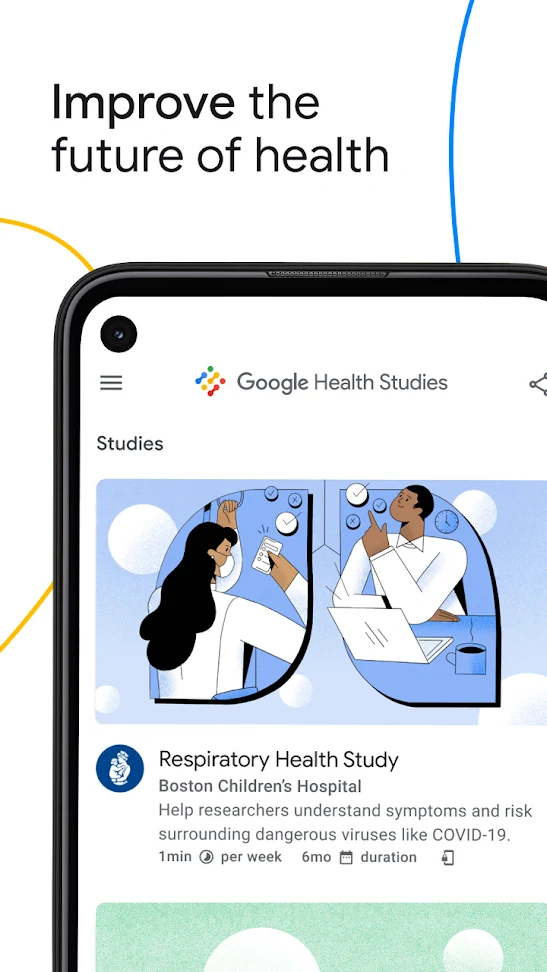 Improve the
future of health
Google Health Studies
Studies
Respiratory Health Study
Boston Children's Hospital
Help researchers understand symptoms and risk
surrounding dangerous viruses like COVID-19.
1min per week 6mo duration